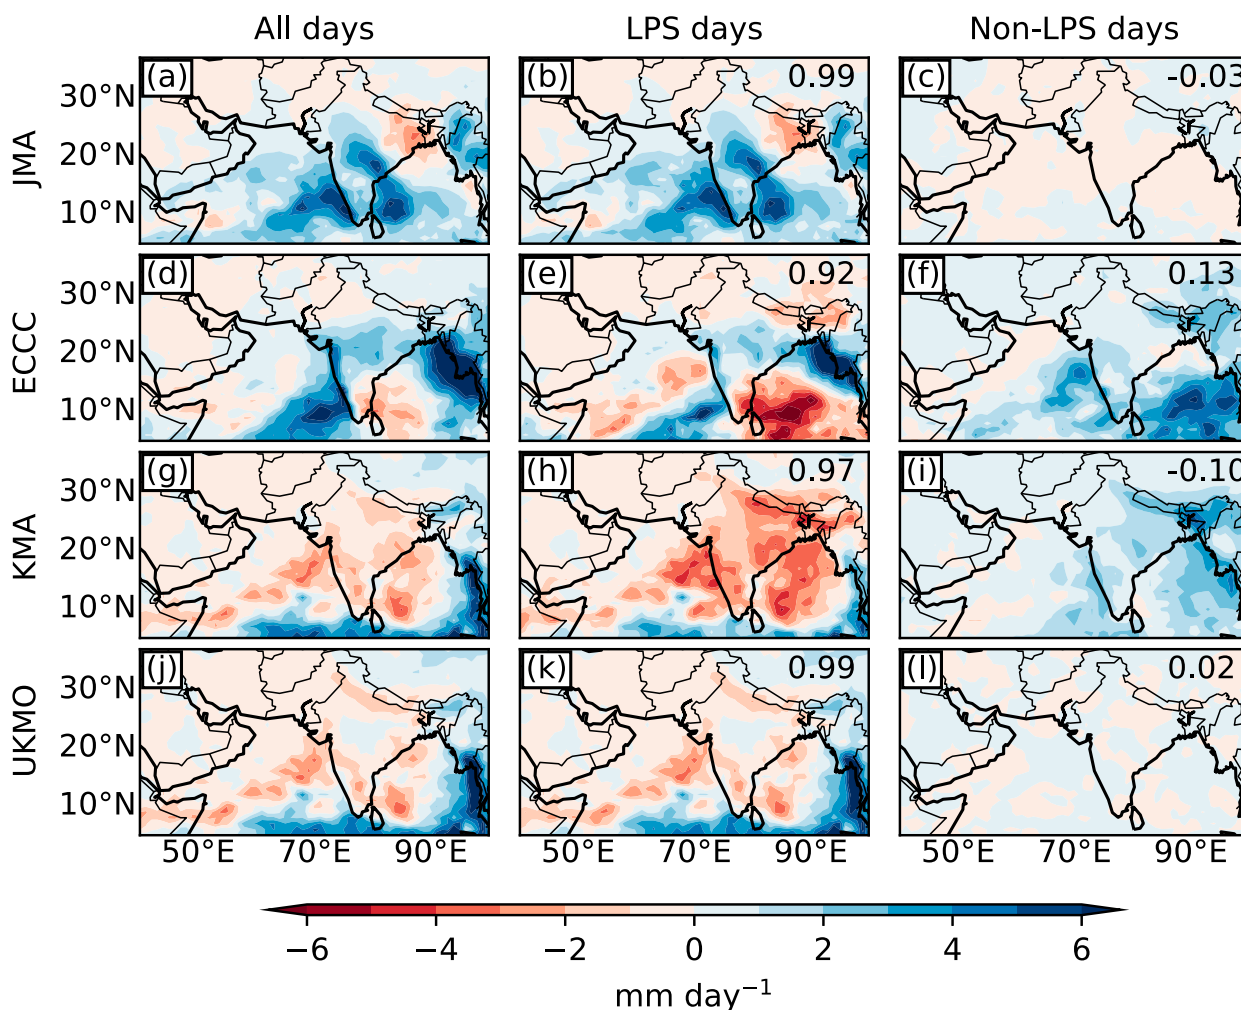 All days LPS days Non-LPS days
JMA
30°N
20°N
10°N
(a)
(b) 0.99
(c) -0.03
ECCC
30°N
20°N
10°N
(d)
(e) 0.92
(f) 0.13
KMA
30°N
20°N
10°N
(g)
(h) 0.97
(i) -0.10
UKMO
30°N
20°N
10°N
(j)
(k) 0.99
(l) 0.02
50°E 70°E 90°E 50°E 70°E 90°E 50°E 70°E 90°E
−6 −4 −2 0 2 4 6
mm day⁻¹